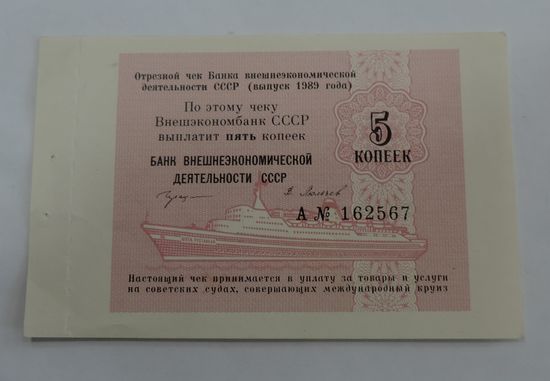 Отрезной чек Банка внешнеэкономической
деятельности СССР (выпуск 1989 года)
По этому чеку
Внешэкономбанк СССР
выплатит пять копеек
5
КОПЕЕК
БАНК ВНЕШНЕЭКОНОМИЧЕСКОЙ
ДЕЯТЕЛЬНОСТИ СССР
А № 162567
Настоящий чек принимается в уплату за товары и услуги
на советских судах, совершающих международный круиз